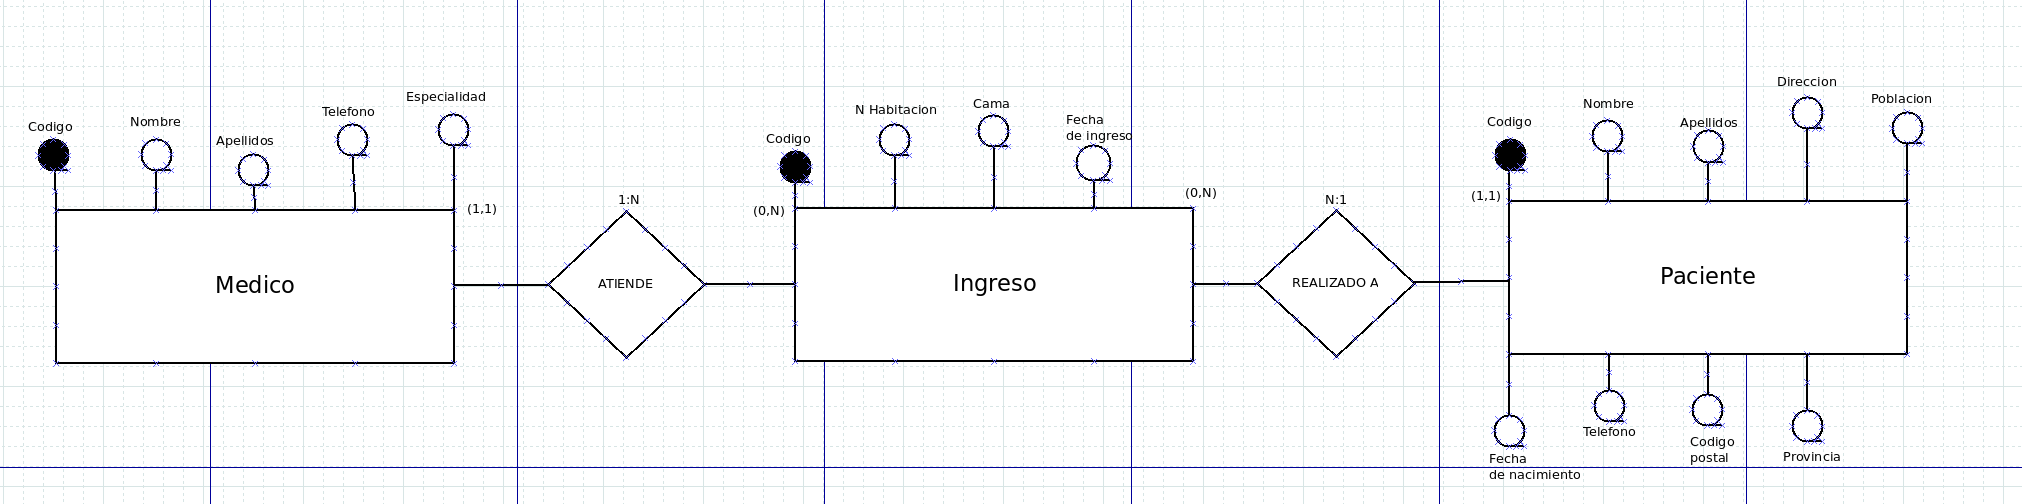 Codigo
Nombre
Apellidos
Telefono
Especialidad
(1,1)
Medico
1:N
ATIENDE
Codigo
N Habitacion
Cama
Fecha
de ingreso
(0,N)
(0,N)
Ingreso
N:1
REALIZADO A
Codigo
Nombre
Apellidos
Direccion
Poblacion
(1,1)
Paciente
Fecha
de nacimiento
Telefono
Codigo
postal
Provincia